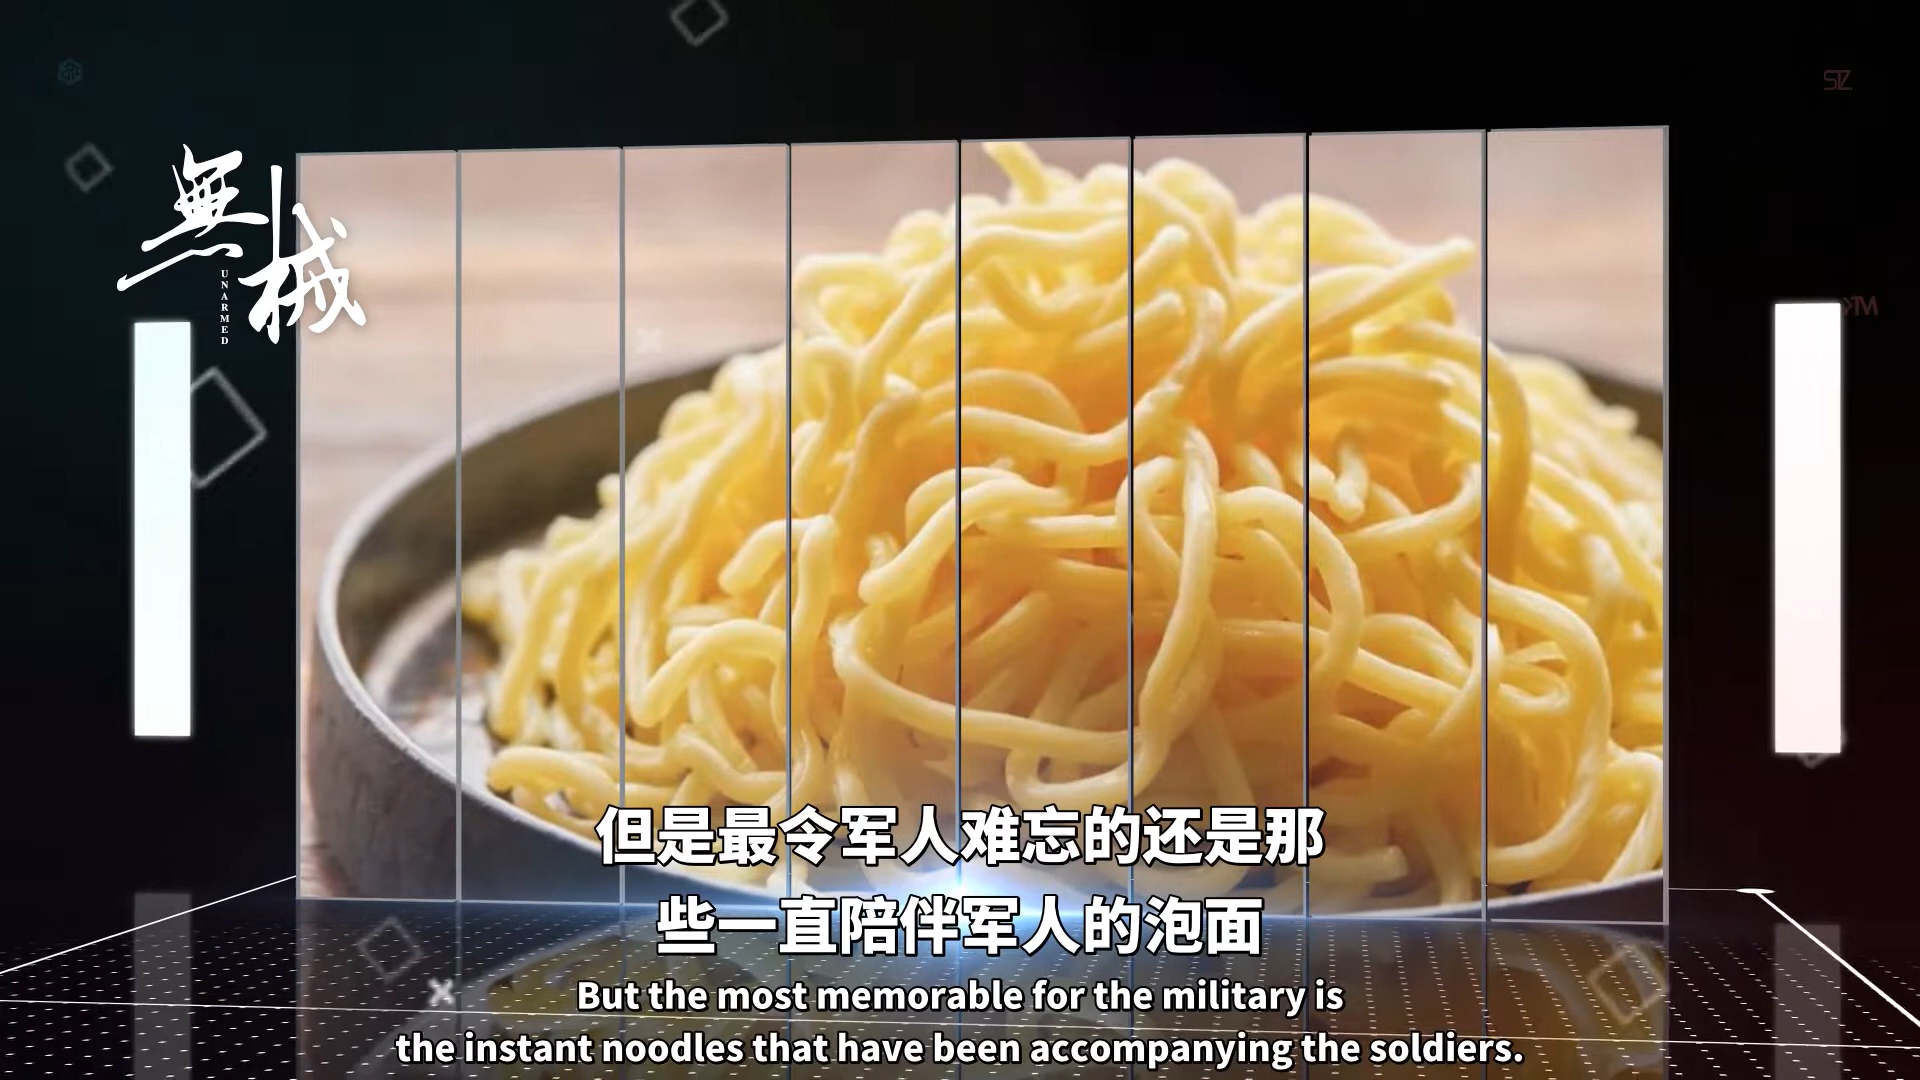 無械
UNARMED
但是最令军人难忘的还是那
些一直陪伴军人的泡面
But the most memorable for the military is
the instant noodles that have been accompanying the soldiers.